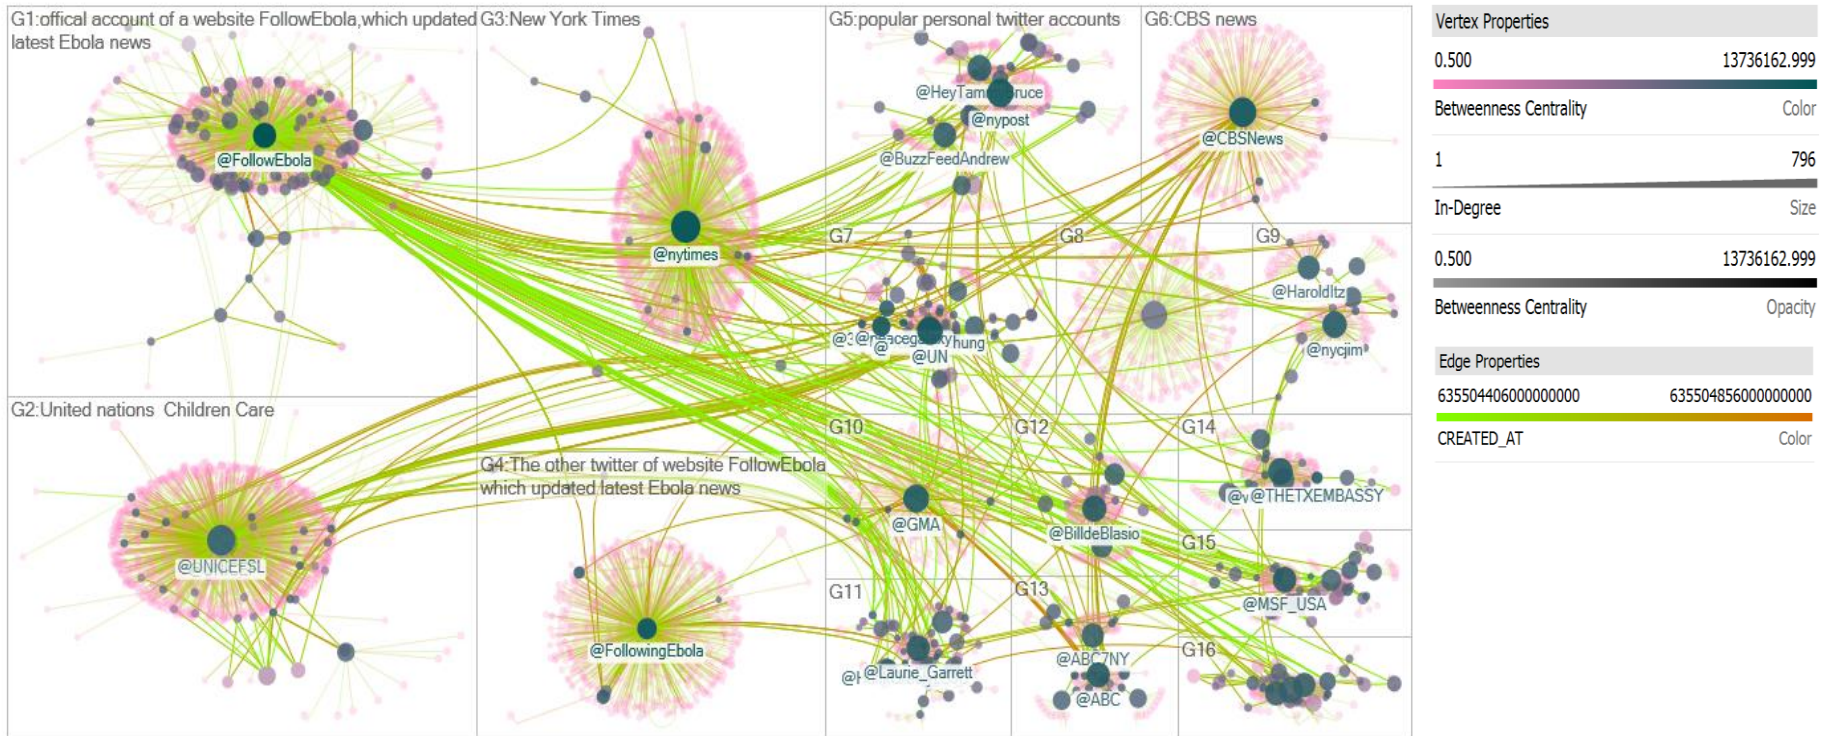 G1:offical account of a website FollowEbola,which updated
latest Ebola news
G3:New York Times
G5:popular personal twitter accounts
G6:CBS news
@FollowEbola
@nytimes
@nypost
@BuzzFeedAndrew
@CBSNews
G7
G8
G9
@HaroldItz
@nycjim
@UN
G2:United nations Children Care
@UNICEFSL
G4:The other twitter of website FollowEbola
which updated latest Ebola news
@FollowingEbola
G10
@GMA
G12
@BilldeBlasio
G14
@THETXEMBASSY
G15
@MSF_USA
G11
@Laurie_Garrett
G13
@ABC7NY
@ABC
G16
Vertex Properties
0.500 13736162.999
Betweenness Centrality Color
1 796
In-Degree Size
0.500 13736162.999
Betweenness Centrality Opacity
Edge Properties
635504406000000000 635504856000000000
CREATED_AT Color